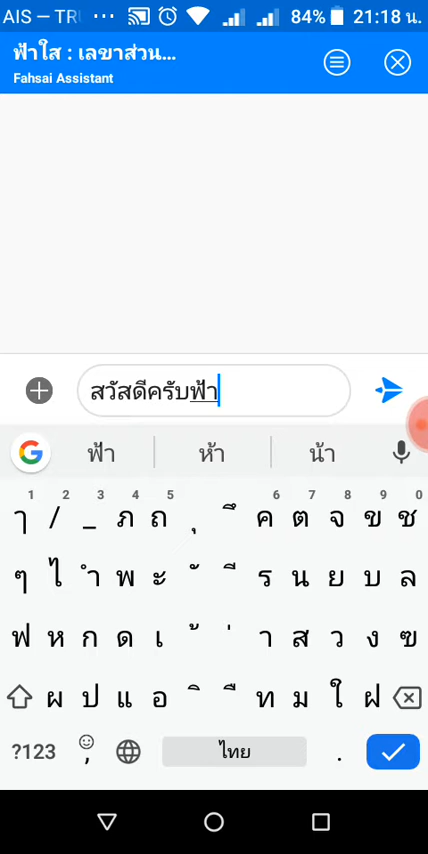 AIS — TRU ... 84% 21:18 น.
ฟ้าใส : เลขาส่วน...
Fahsai Assistant
สวัสดีครับฟ้า
ฟ้า ห้า น้า
1 2 3 4 5 6 7 8 9 0
ๅ / _ ภ ถ ุ ึ ค ต จ ข ช
ๆ ไ ำ พ ะ ั ี ร น ย บ ล
ฟ ห ก ด เ ้ ่ า ส ว ง ฃ
ผ ป แ อ ิ ื ท ม ใ ฝ
?123 , ไทย .